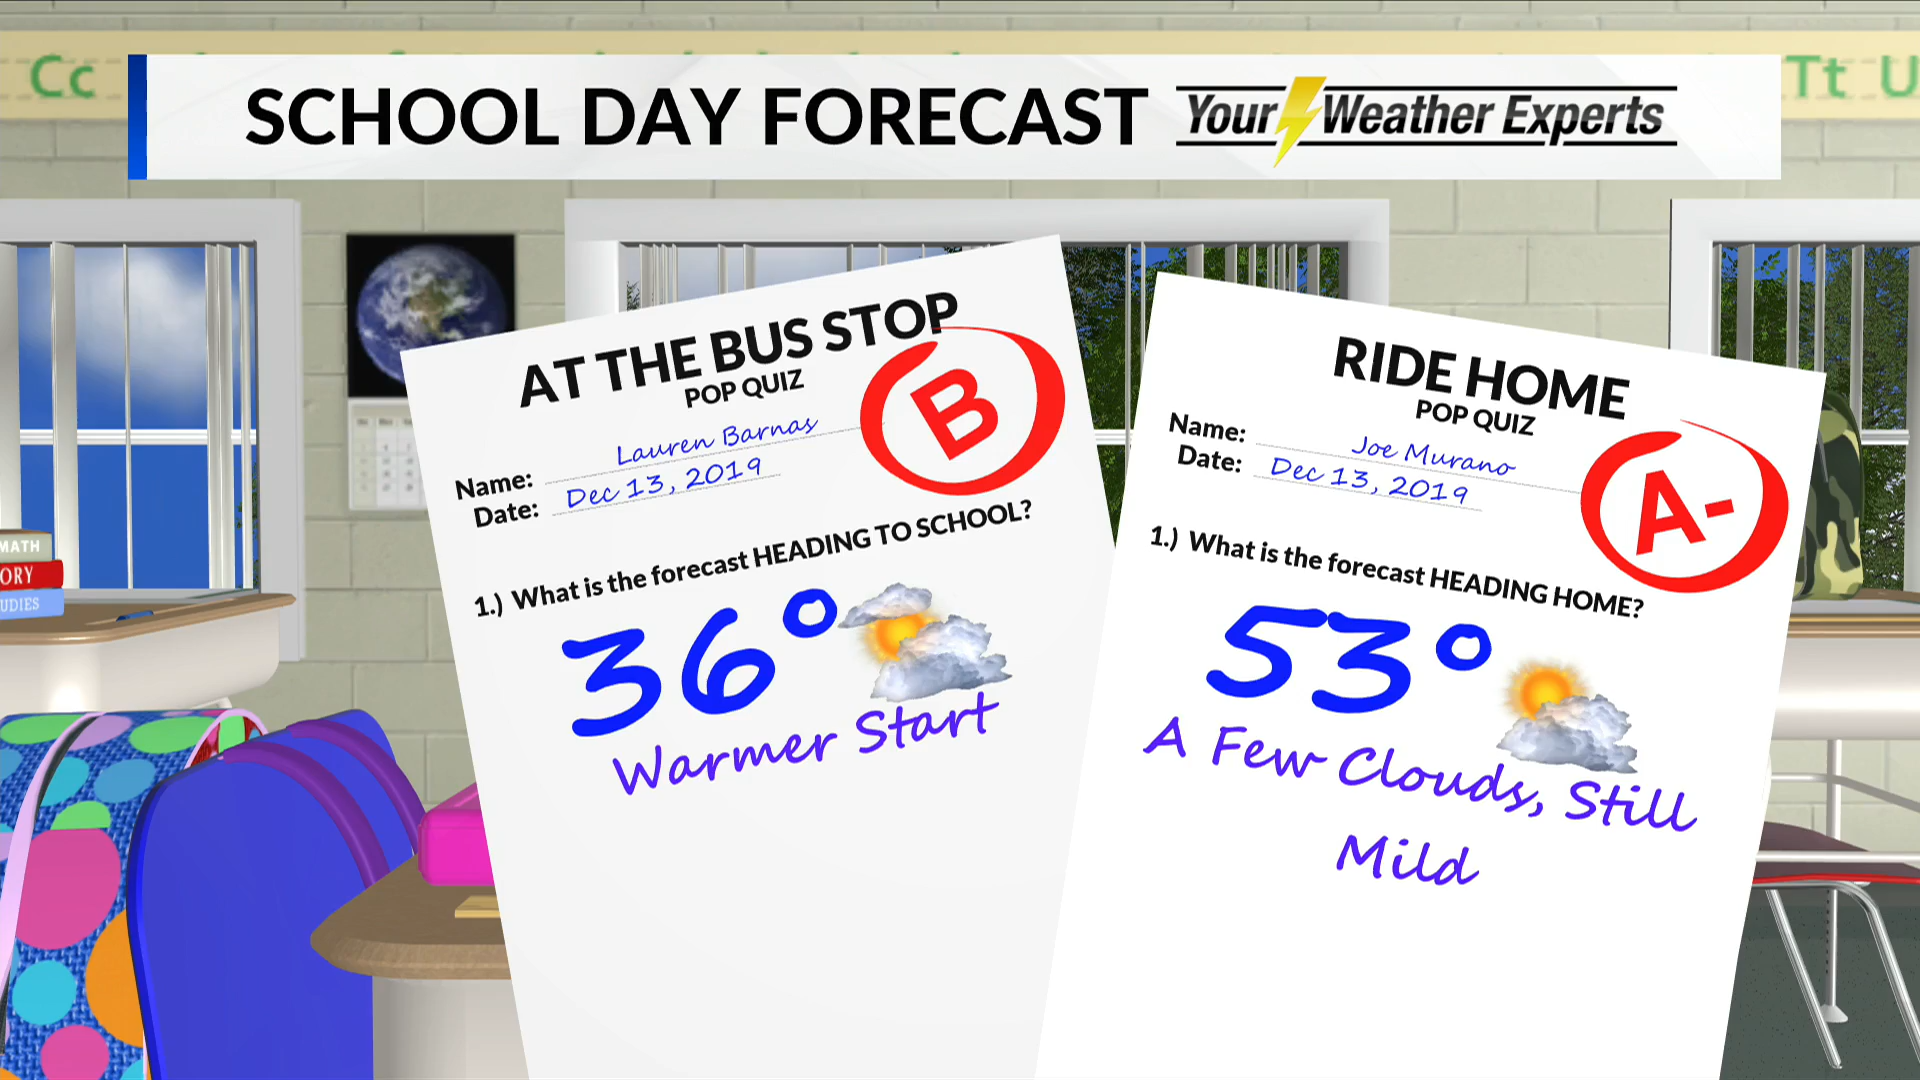 Cc
Tt U
SCHOOL DAY FORECAST
Your Weather Experts
AT THE BUS STOP
POP QUIZ
B
Name: Lauren Barnas
Date: Dec 13, 2019
1.) What is the forecast HEADING TO SCHOOL?
36°
Warmer Start
RIDE HOME
POP QUIZ
A-
Name: Joe Murano
Date: Dec 13, 2019
1.) What is the forecast HEADING HOME?
53°
A Few Clouds, Still
Mild
MATH
ORY
UDIES